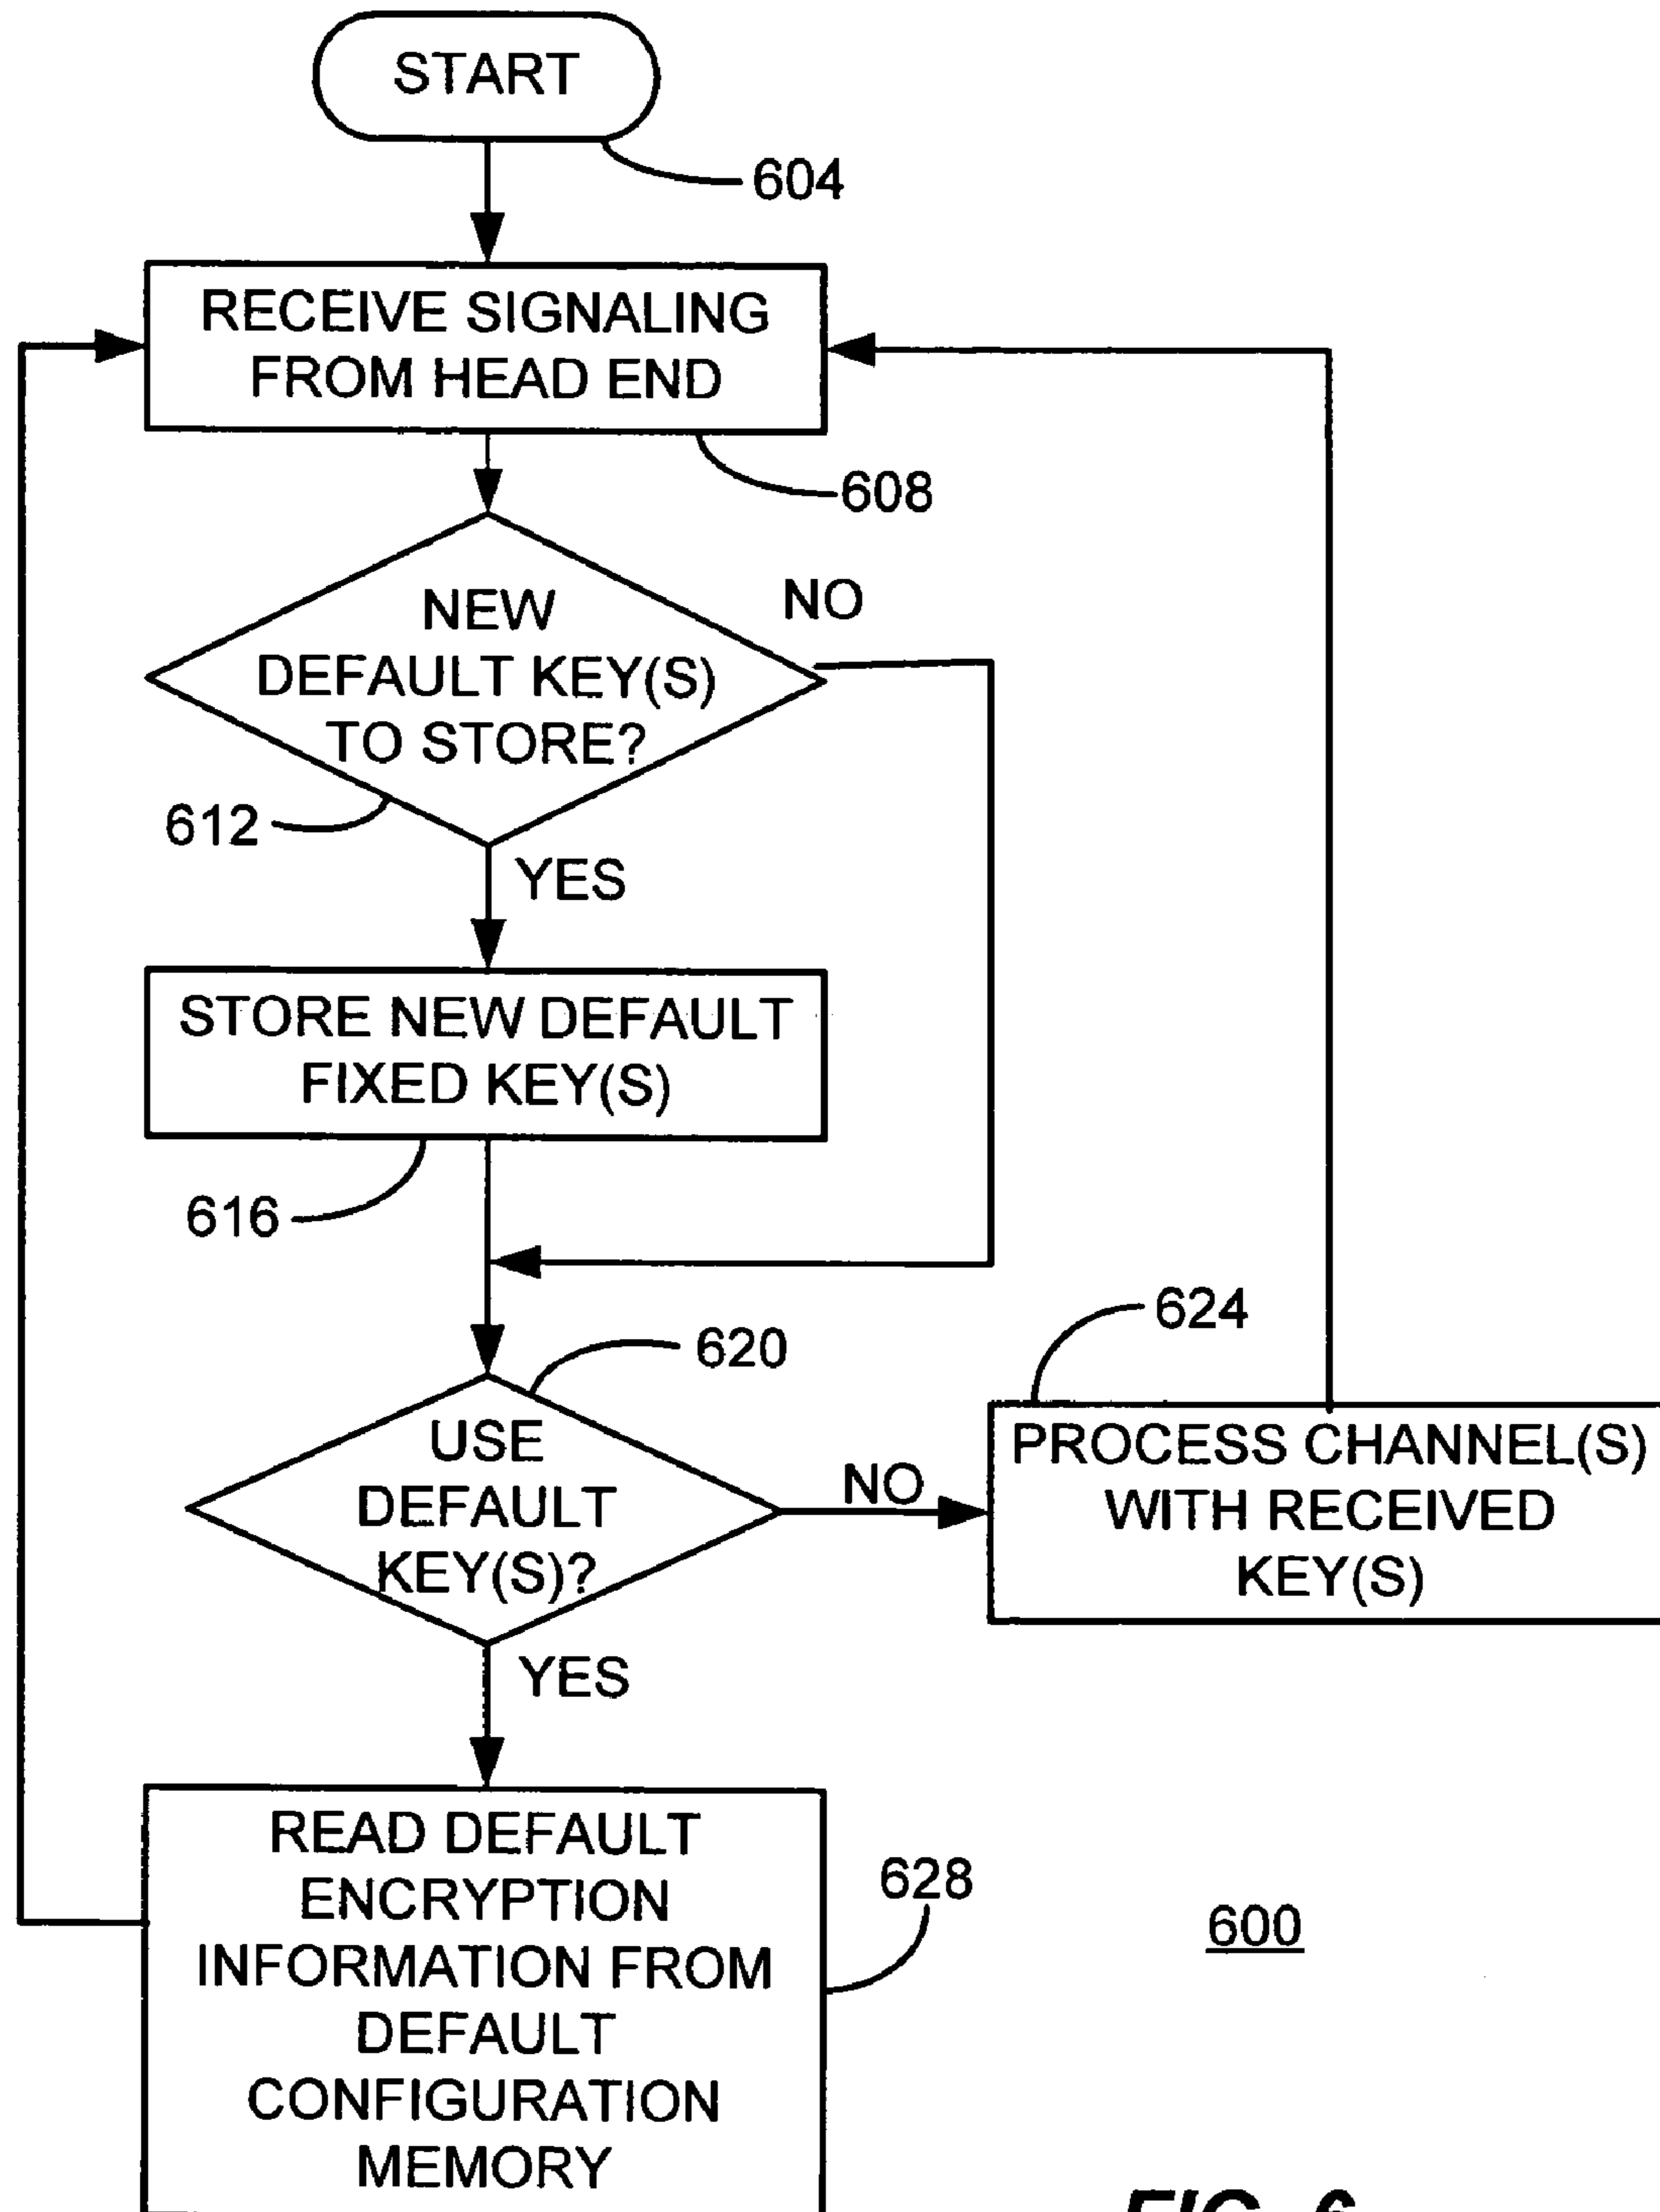 START
604
RECEIVE SIGNALING
FROM HEAD END
608
NEW
DEFAULT KEY(S)
TO STORE?
NO
612
YES
STORE NEW DEFAULT
FIXED KEY(S)
616
620
624
USE
DEFAULT
KEY(S)?
NO
PROCESS CHANNEL(S)
WITH RECEIVED
KEY(S)
YES
READ DEFAULT
ENCRYPTION
INFORMATION FROM
DEFAULT
CONFIGURATION
MEMORY
628
600
FIG. 6